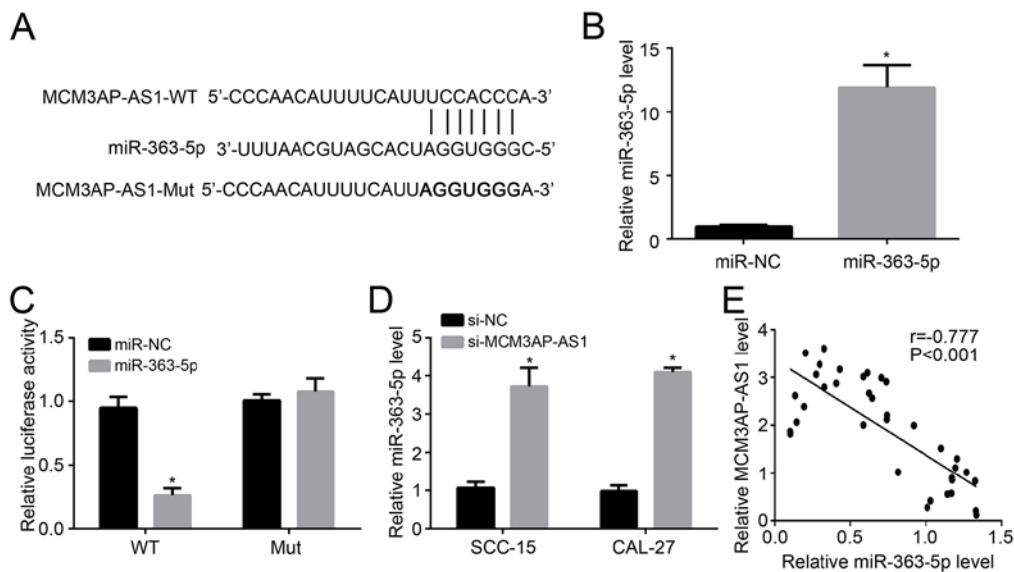 A
MCM3AP-AS1-WT 5'-CCCAACAUUUUCAUUUCCACCCA-3'
miR-363-5p 3'-UUUAACGUAGCACUAGGUGGGC-5'
MCM3AP-AS1-Mut 5'-CCCAACAUUUUCAUUAGGUGGGA-3'
B
Relative miR-363-5p level
15
10
5
0
*
miR-NC
miR-363-5p
C
Relative luciferase activity
1.5
1.0
0.5
0.0
miR-NC
miR-363-5p
*
WT
Mut
D
Relative miR-363-5p level
6
4
2
1
0
si-NC
si-MCM3AP-AS1
*
*
SCC-15
CAL-27
E
Relative MCM3AP-AS1 level
4
3
2
1
0
r=-0.777
P<0.001
0.0
0.5
1.0
1.5
Relative miR-363-5p level